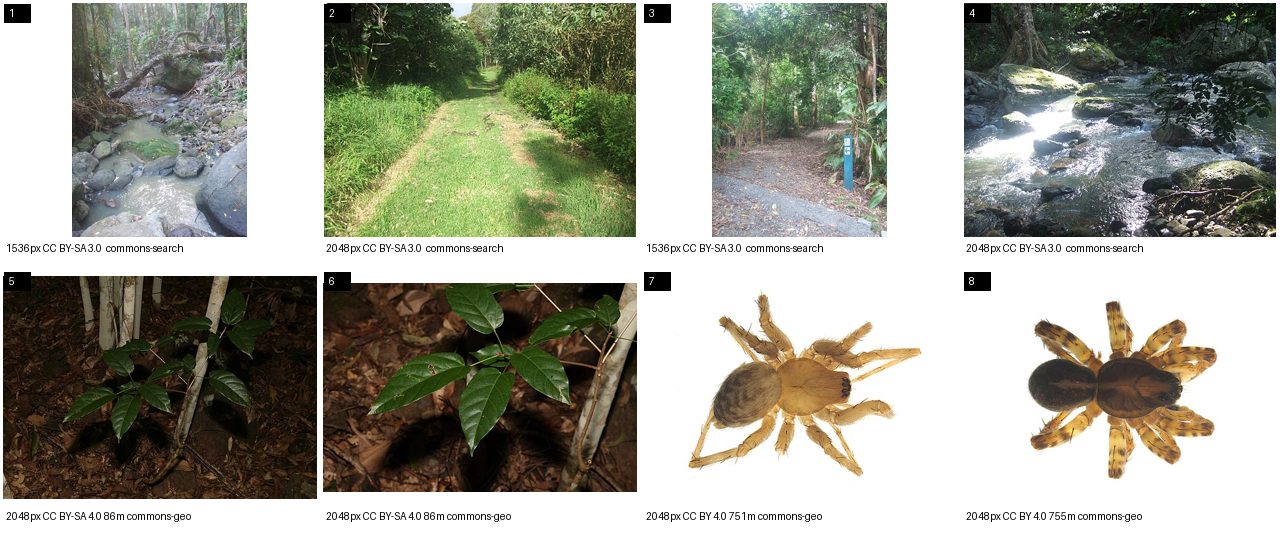 1
2
3
4
1536px CC BY-SA 3.0 commons-search
2048px CC BY-SA 3.0 commons-search
1536px CC BY-SA 3.0 commons-search
2048px CC BY-SA 3.0 commons-search
5
6
7
8
2048px CC BY-SA 4.0 86m commons-geo
2048px CC BY-SA 4.0 86m commons-geo
2048px CC BY 4.0 751m commons-geo
2048px CC BY 4.0 755m commons-geo